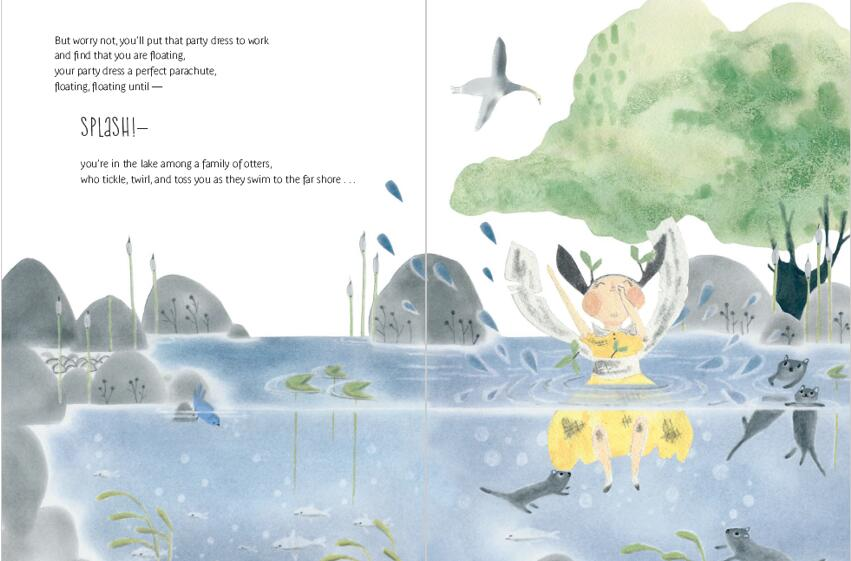 But worry not, you'll put that party dress to work
and find that you are floating,
your party dress a perfect parachute,
floating, floating until —
SPLaSH!—
you're in the lake among a family of otters,
who tickle, twirl, and toss you as they swim to the far shore . . .